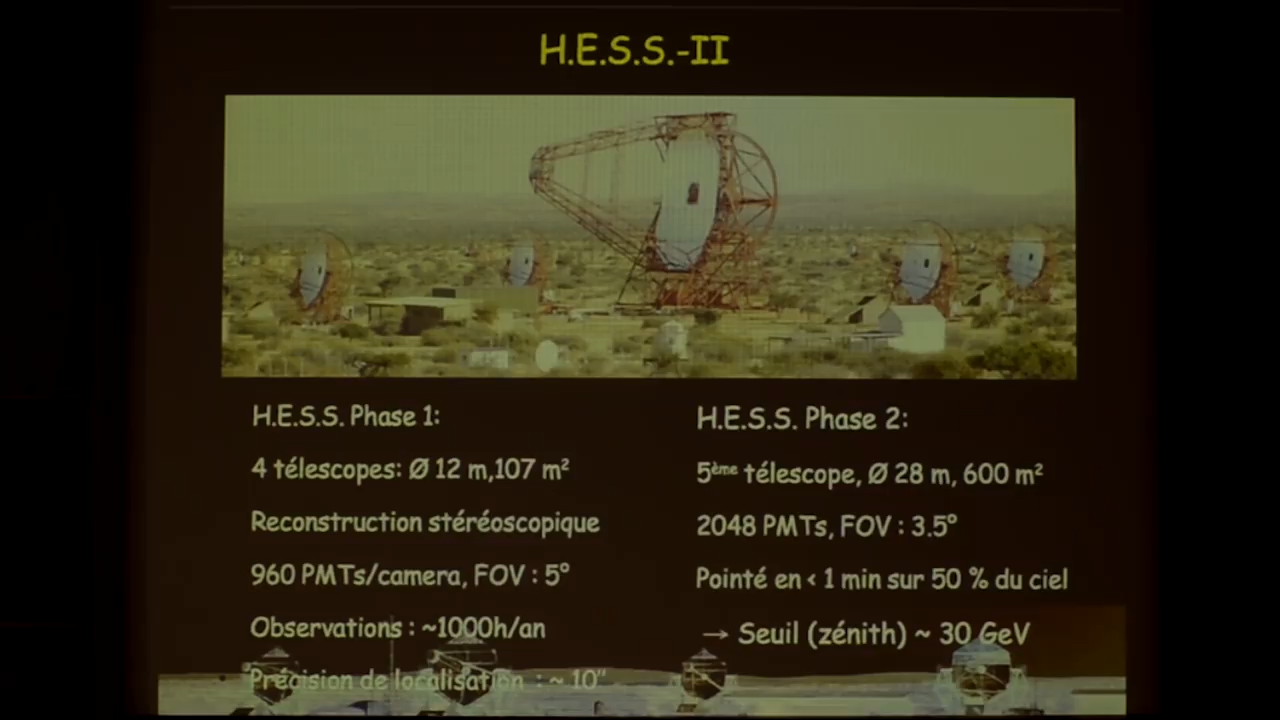 H.E.S.S.-II
H.E.S.S. Phase 1:
4 télescopes: Ø 12 m,107 m²
Reconstruction stéréoscopique
960 PMTs/camera, FOV : 5°
Observations : ~1000h/an
Précision de localisation : ~ 10"
H.E.S.S. Phase 2:
5ème télescope, Ø 28 m, 600 m²
2048 PMTs, FOV : 3.5°
Pointé en < 1 min sur 50 % du ciel
→ Seuil (zénith) ~ 30 GeV